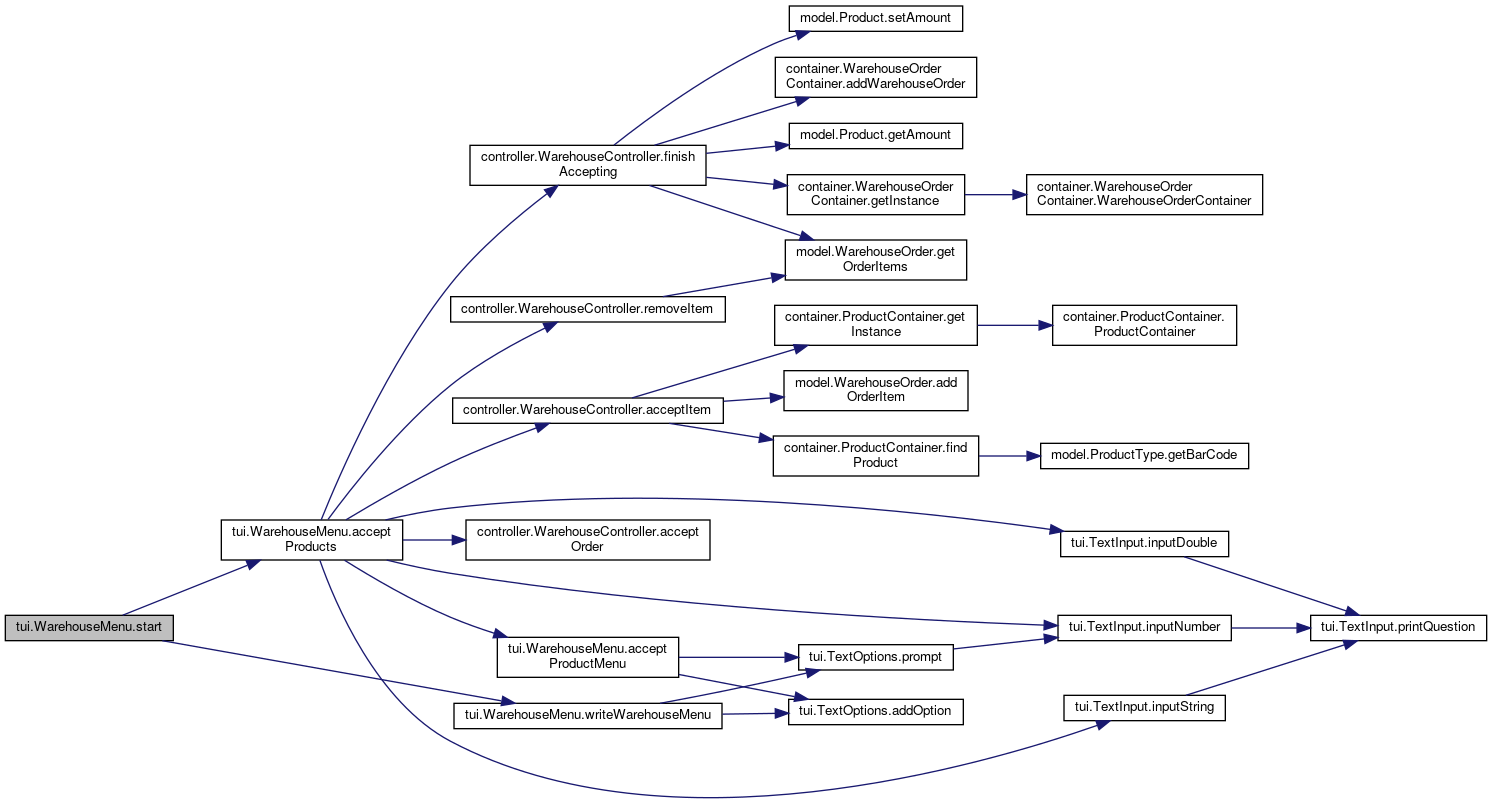 model.Product.setAmount
container.WarehouseOrder
Container.addWarehouseOrder
model.Product.getAmount
controller.WarehouseController.finish
Accepting
container.WarehouseOrder
Container.getInstance
container.WarehouseOrder
Container.WarehouseOrderContainer
model.WarehouseOrder.get
OrderItems
controller.WarehouseController.removeItem
container.ProductContainer.get
Instance
container.ProductContainer.
ProductContainer
model.WarehouseOrder.add
OrderItem
controller.WarehouseController.acceptItem
container.ProductContainer.find
Product
model.ProductType.getBarCode
tui.WarehouseMenu.accept
Products
controller.WarehouseController.accept
Order
tui.TextInput.inputDouble
tui.WarehouseMenu.start
tui.TextInput.inputNumber
tui.TextInput.printQuestion
tui.WarehouseMenu.accept
ProductMenu
tui.TextOptions.prompt
tui.WarehouseMenu.writeWarehouseMenu
tui.TextOptions.addOption
tui.TextInput.inputString